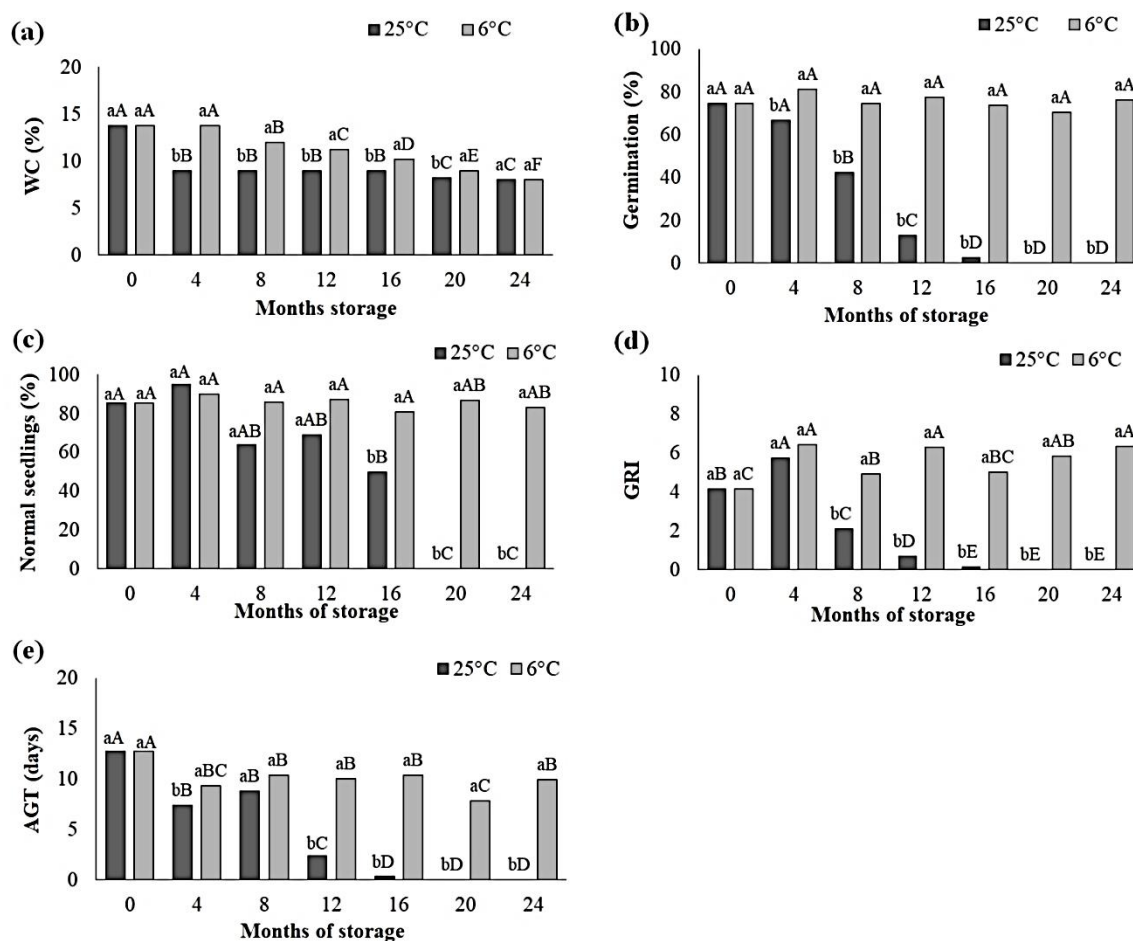 (a)
25°C 6°C
WC (%)
20
15
10
5
0
aA aA bB aA bB aB bB aC bB aD bC aE aC aF
0 4 8 12 16 20 24
Months storage
(b)
25°C 6°C
Germination (%)
100
80
60
40
20
0
aA aA bA aA bB aA bC aA bD aA bD aA bD aA
0 4 8 12 16 20 24
Months of storage
(c)
25°C 6°C
Normal seedlings (%)
100
80
60
40
20
0
aA aA aA aA aAB aA aAB aA bB aA bC aAB bC aAB
0 4 8 12 16 20 24
Months of storage
(d)
25°C 6°C
GRI
10
8
6
4
2
0
aB aC aA aA bC aB bD aA bE aBC bE aAB bE aA
0 4 8 12 16 20 24
Months of storage
(e)
25°C 6°C
AGT (days)
20
15
10
5
0
aA aA bB aBC aB aB bC aB bD aB bD aC bD aB
0 4 8 12 16 20 24
Months of storage